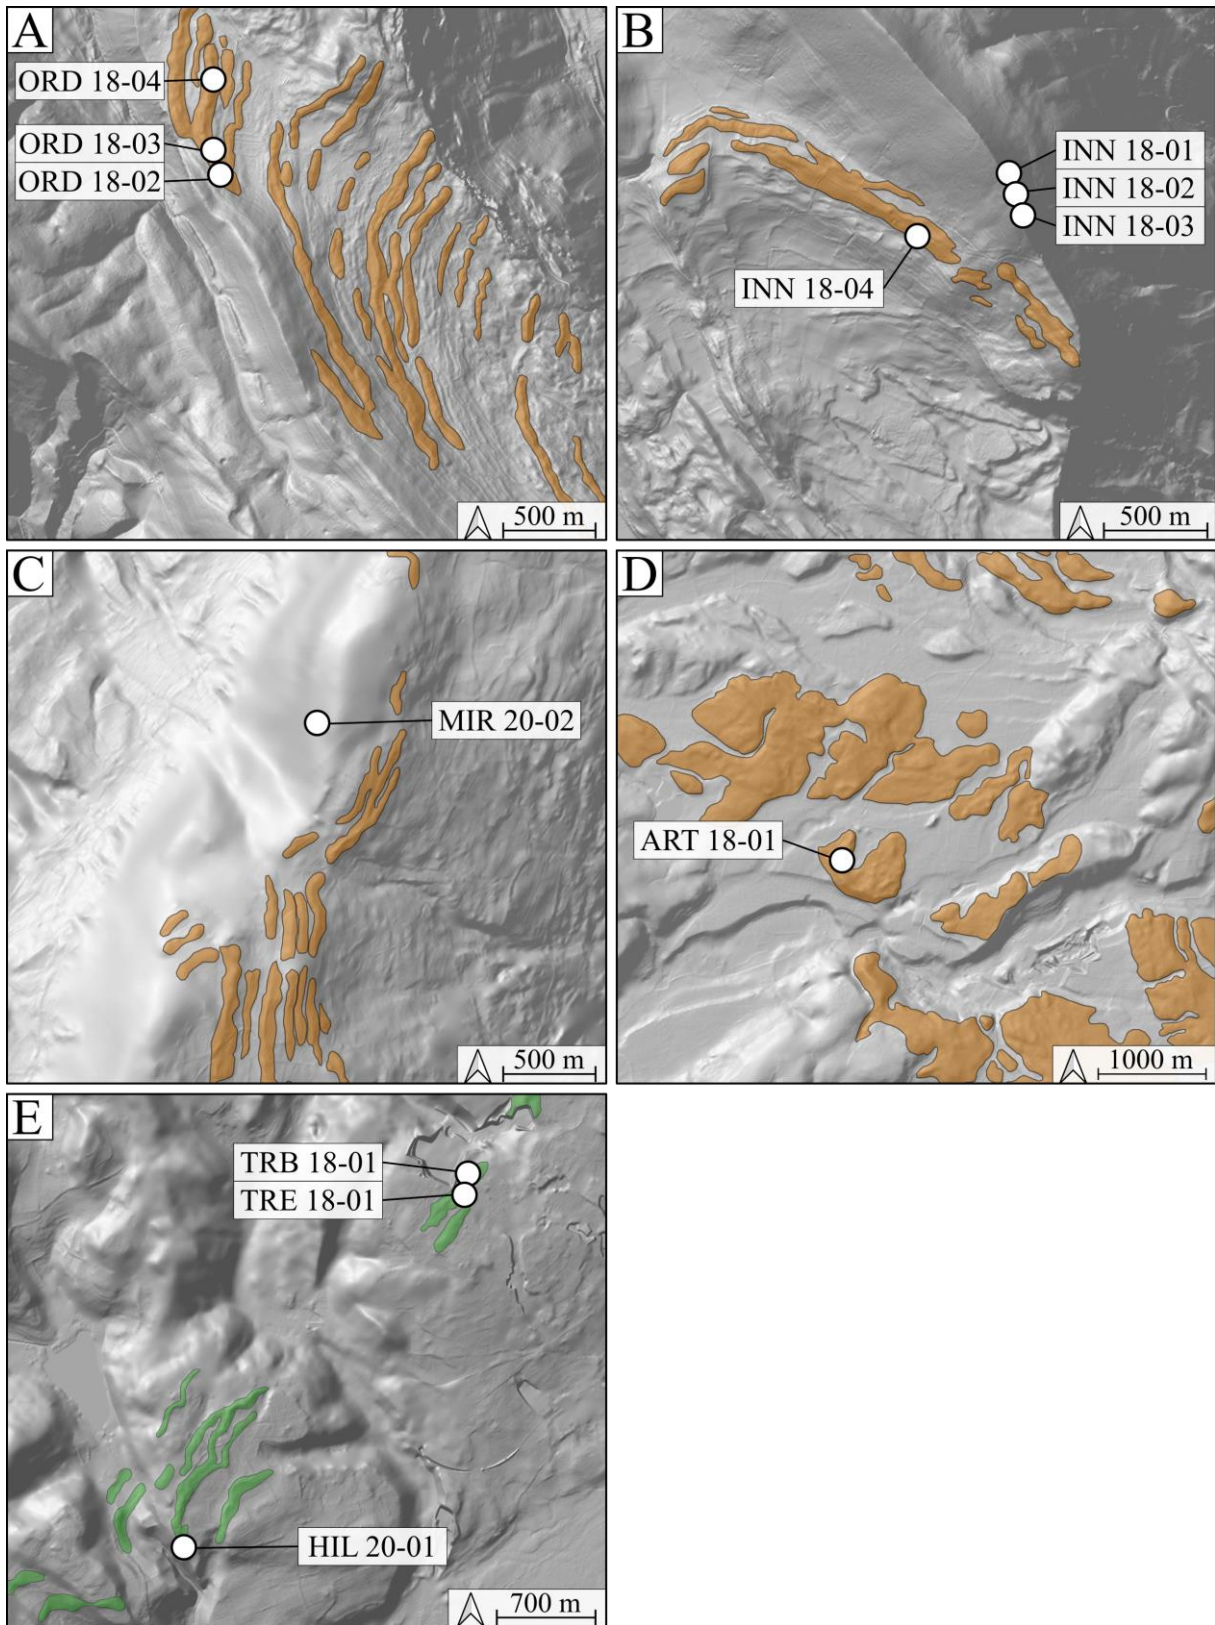 A
ORD 18-04
ORD 18-03
ORD 18-02
500 m
B
INN 18-01
INN 18-02
INN 18-03
INN 18-04
500 m
C
MIR 20-02
500 m
D
ART 18-01
1000 m
E
TRB 18-01
TRE 18-01
HIL 20-01
700 m